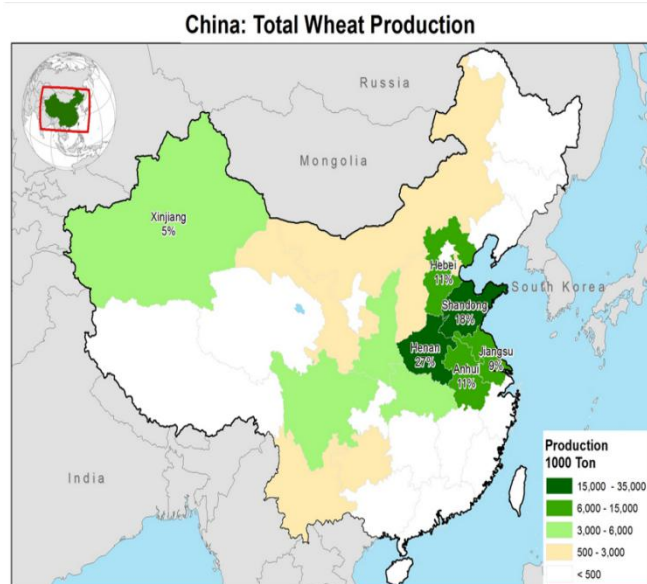 China: Total Wheat Production
Russia
Mongolia
Xinjiang
5%
Hebei
11%
South Korea
Shandong
18%
Henan
27%
Jiangsu
9%
Anhui
11%
India
Production
1000 Ton
15,000 - 35,000
6,000 - 15,000
3,000 - 6,000
500 - 3,000
< 500